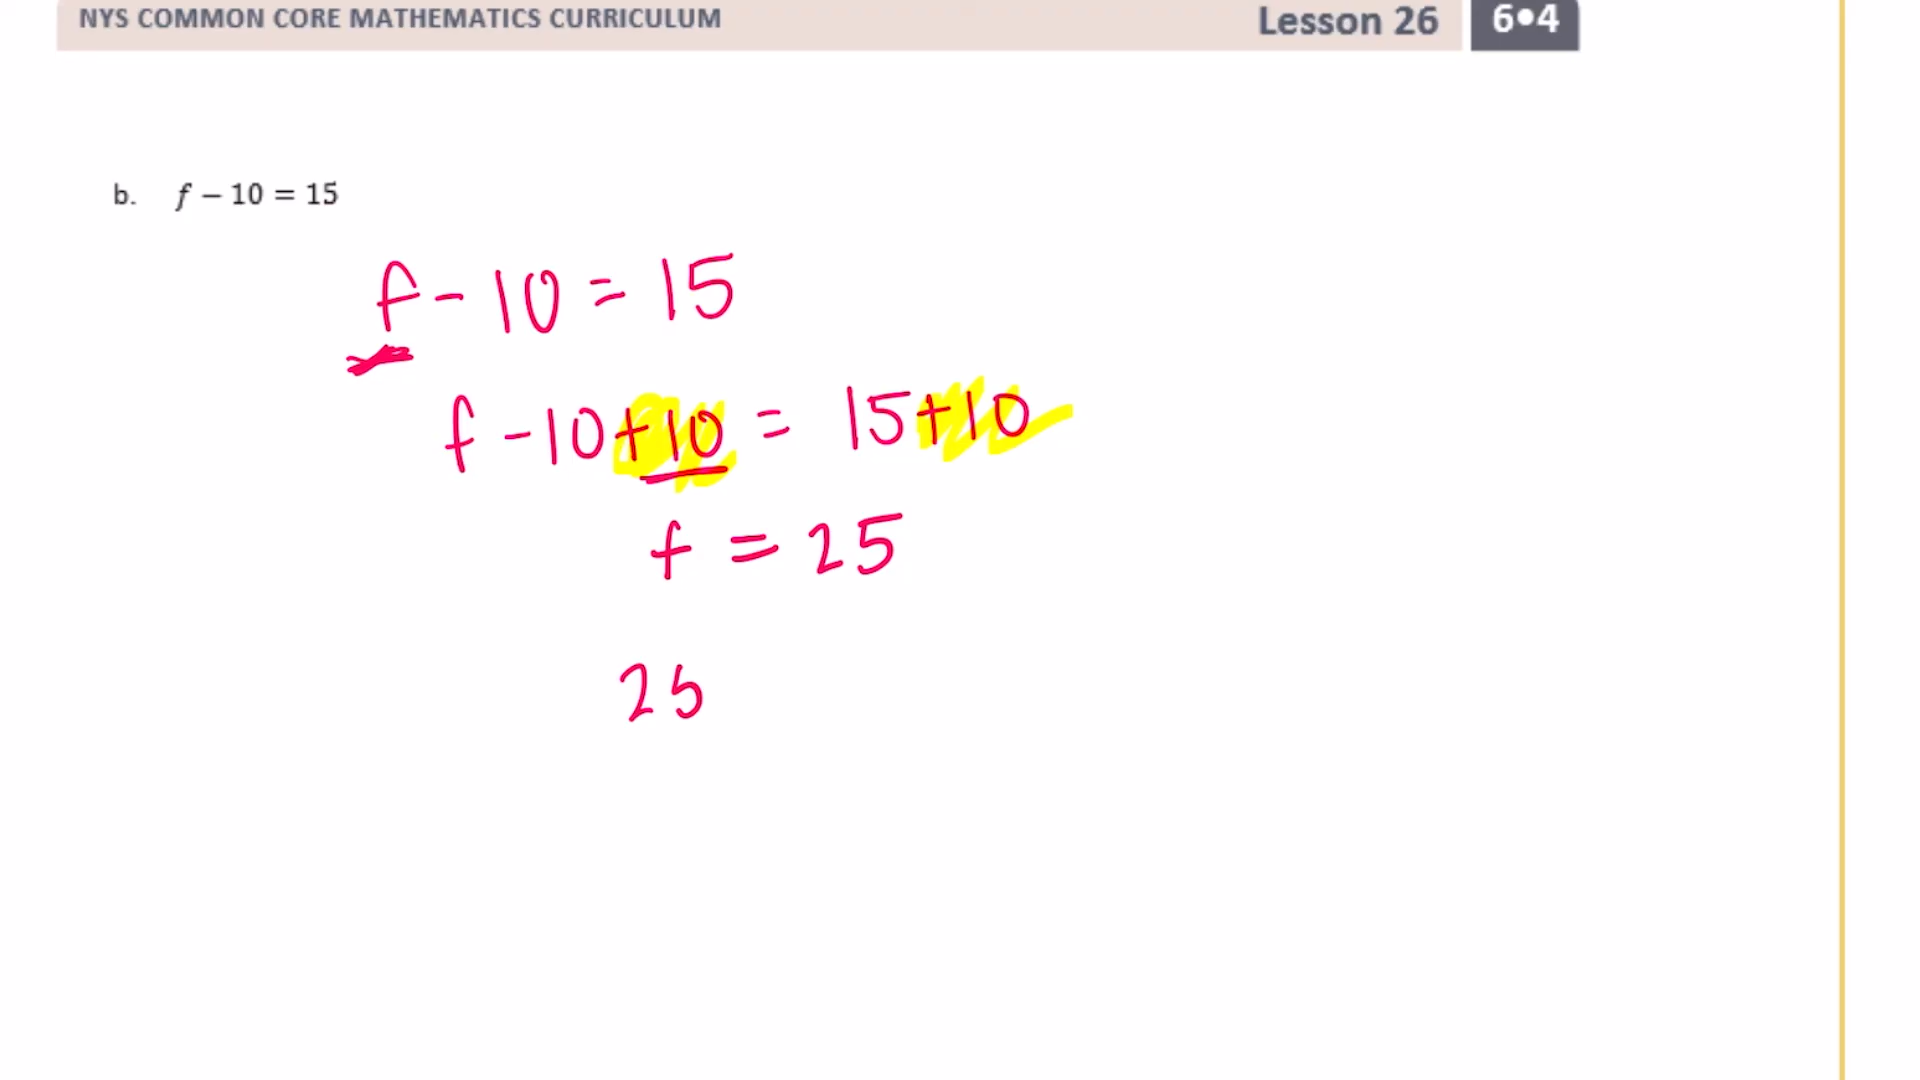 NYS COMMON CORE MATHEMATICS CURRICULUM Lesson 26 6•4
b. f − 10 = 15
f - 10 = 15
f - 10 + 10 = 15 + 10
f = 25
25